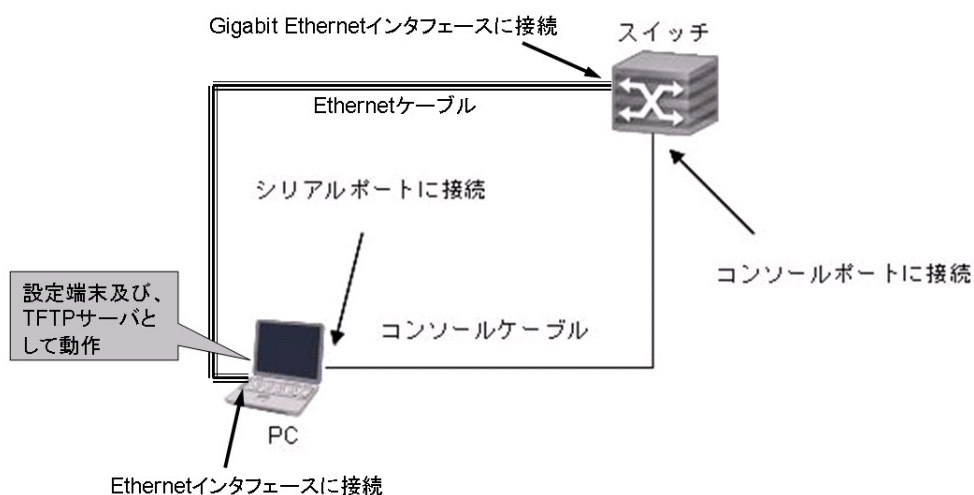 Gigabit Ethernetインタフェースに接続
スイッチ
Ethernetケーブル
シリアルポートに接続
コンソールポートに接続
設定端末及び、
TFTPサーバと
して動作
コンソールケーブル
PC
Ethernetインタフェースに接続